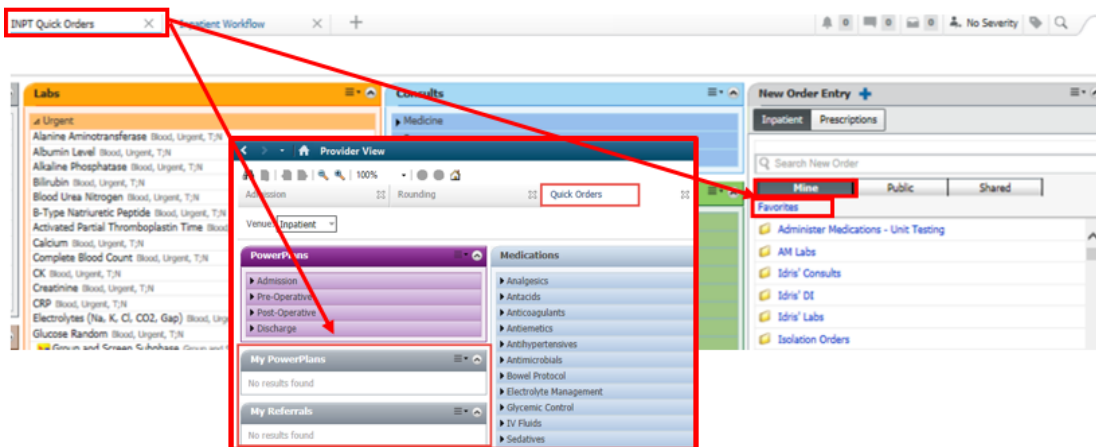 INPT Quick Orders
Inpatient Workflow
0
0
0
No Severity
Labs
Urgent
Alanine Aminotransferase Blood, Urgent, T;N
Albumin Level Blood, Urgent, T;N
Alkaline Phosphatase Blood, Urgent, T;N
Bilirubin Blood, Urgent, T;N
Blood Urea Nitrogen Blood, Urgent, T;N
B-Type Natriuretic Peptide Blood, Urgent, T;N
Activated Partial Thromboplastin Time Blood
Calcium Blood, Urgent, T;N
Complete Blood Count Blood, Urgent, T;N
CK Blood, Urgent, T;N
Creatinine Blood, Urgent, T;N
CRP Blood, Urgent, T;N
Electrolytes (Na, K, Cl, CO2, Gap) Blood, Urg
Glucose Random Blood, Urgent, T;N
Group and Screen Subphase Group and
Consults
Medicine
Provider View
100%
Admission
Rounding
Quick Orders
Venue: Inpatient
PowerPlans
Admission
Pre-Operative
Post-Operative
Discharge
My PowerPlans
No results found
My Referrals
No results found
Medications
Analgesics
Antacids
Anticoagulants
Antiemetics
Antihypertensives
Antimicrobials
Bowel Protocol
Electrolyte Management
Glycemic Control
IV Fluids
Sedatives
New Order Entry
Inpatient Prescriptions
Search New Order
Mine Public Shared
Favorites
Administer Medications - Unit Testing
AM Labs
Idris' Consults
Idris' DI
Idris' Labs
Isolation Orders